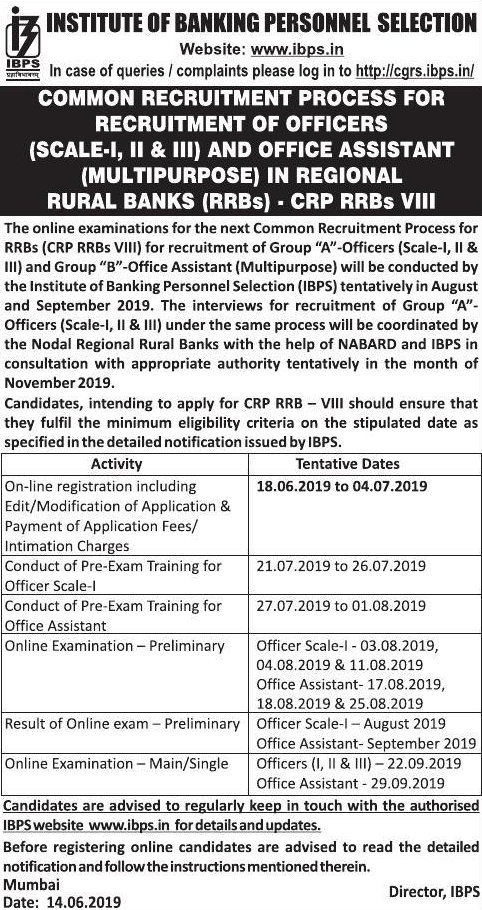 INSTITUTE OF BANKING PERSONNEL SELECTION
IBPS
Website: www.ibps.in
In case of queries / complaints please log in to http://cgrs.ibps.in/
COMMON RECRUITMENT PROCESS FOR
RECRUITMENT OF OFFICERS
(SCALE-I, II & III) AND OFFICE ASSISTANT
(MULTIPURPOSE) IN REGIONAL
RURAL BANKS (RRBs) - CRP RRBs VIII
The online examinations for the next Common Recruitment Process for
RRBs (CRP RRBs VIII) for recruitment of Group “A”-Officers (Scale-I, II &
III) and Group “B”-Office Assistant (Multipurpose) will be conducted by
the Institute of Banking Personnel Selection (IBPS) tentatively in August
and September 2019. The interviews for recruitment of Group “A”-
Officers (Scale-I, II & III) under the same process will be coordinated by
the Nodal Regional Rural Banks with the help of NABARD and IBPS in
consultation with appropriate authority tentatively in the month of
November 2019.
Candidates, intending to apply for CRP RRB – VIII should ensure that
they fulfil the minimum eligibility criteria on the stipulated date as
specified in the detailed notification issued by IBPS.
Activity Tentative Dates
On-line registration including 18.06.2019 to 04.07.2019
Edit/Modification of Application &
Payment of Application Fees/
Intimation Charges
Conduct of Pre-Exam Training for 21.07.2019 to 26.07.2019
Officer Scale-I
Conduct of Pre-Exam Training for 27.07.2019 to 01.08.2019
Office Assistant
Online Examination – Preliminary Officer Scale-I - 03.08.2019,
04.08.2019 & 11.08.2019
Office Assistant- 17.08.2019,
18.08.2019 & 25.08.2019
Result of Online exam – Preliminary Officer Scale-I – August 2019
Office Assistant- September 2019
Online Examination – Main/Single Officers (I, II & III) – 22.09.2019
Office Assistant - 29.09.2019
Candidates are advised to regularly keep in touch with the authorised
IBPS website www.ibps.in for details and updates.
Before registering online candidates are advised to read the detailed
notification and follow the instructions mentioned therein.
Mumbai
Date: 14.06.2019 Director, IBPS